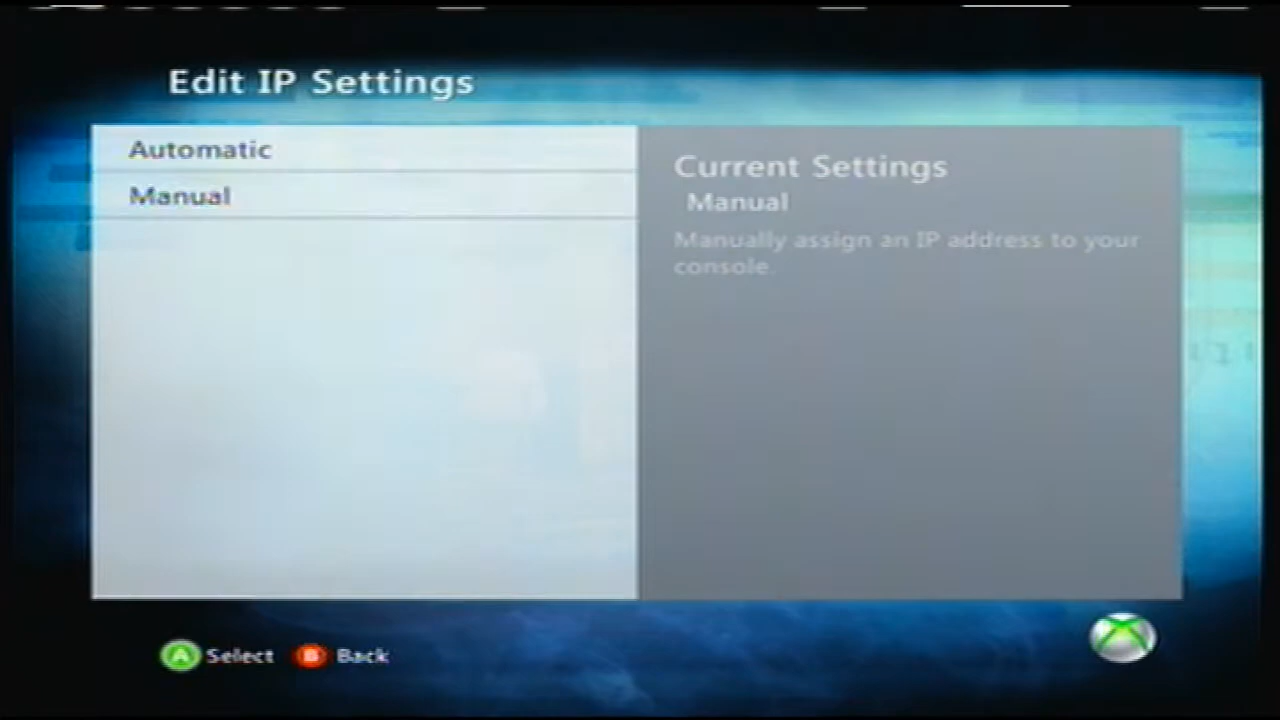 Edit IP Settings
Automatic
Manual
Current Settings
Manual
Manually assign an IP address to your
console.
A Select B Back